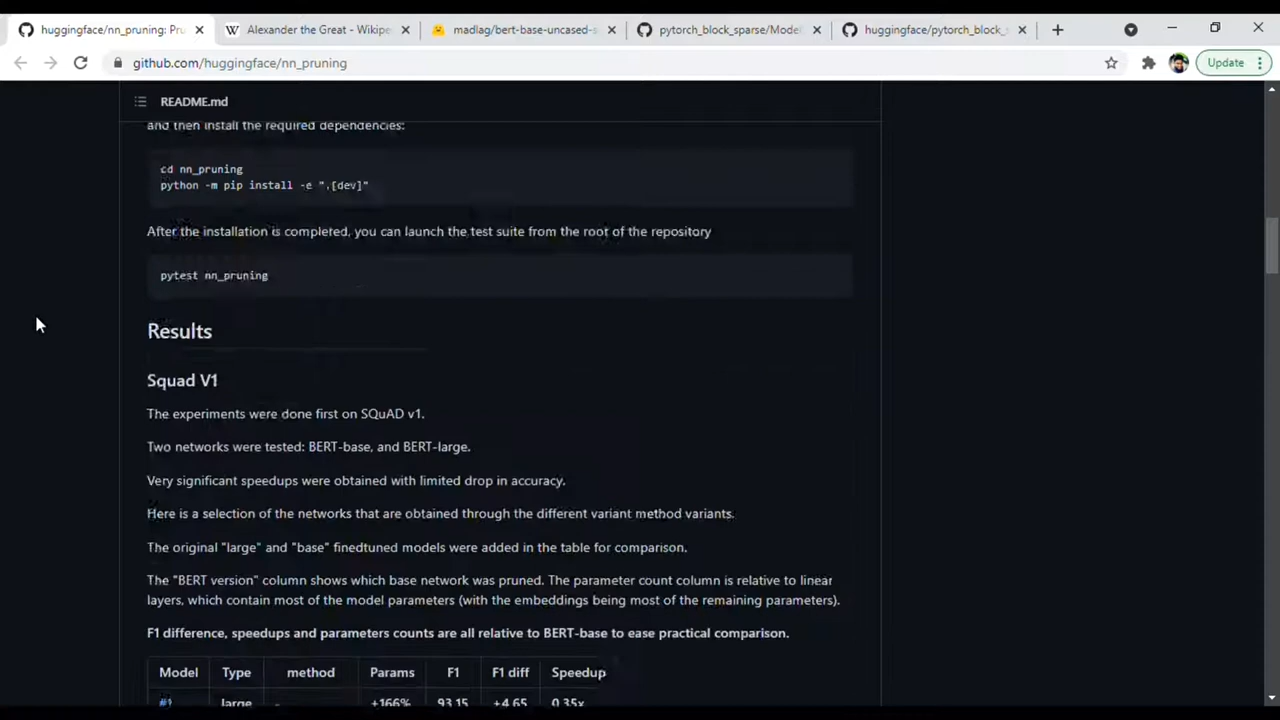 huggingface/nn_pruning: Pru
Alexander the Great - Wikipe
madlag/bert-base-uncased-s
pytorch_block_sparse/Model
huggingface/pytorch_block_s
github.com/huggingface/nn_pruning
Update
README.md
and then install the required dependencies:
cd nn_pruning
python -m pip install -e ".[dev]"
After the installation is completed, you can launch the test suite from the root of the repository
pytest nn_pruning
Results
Squad V1
The experiments were done first on SQuAD v1.
Two networks were tested: BERT-base, and BERT-large.
Very significant speedups were obtained with limited drop in accuracy.
Here is a selection of the networks that are obtained through the different variant method variants.
The original "large" and "base" finedtuned models were added in the table for comparison.
The "BERT version" column shows which base network was pruned. The parameter count column is relative to linear
layers, which contain most of the model parameters (with the embeddings being most of the remaining parameters).
F1 difference, speedups and parameters counts are all relative to BERT-base to ease practical comparison.
Model Type method Params F1 F1 diff Speedup
#1 large - +166% 93.15 +4.65 0.35x